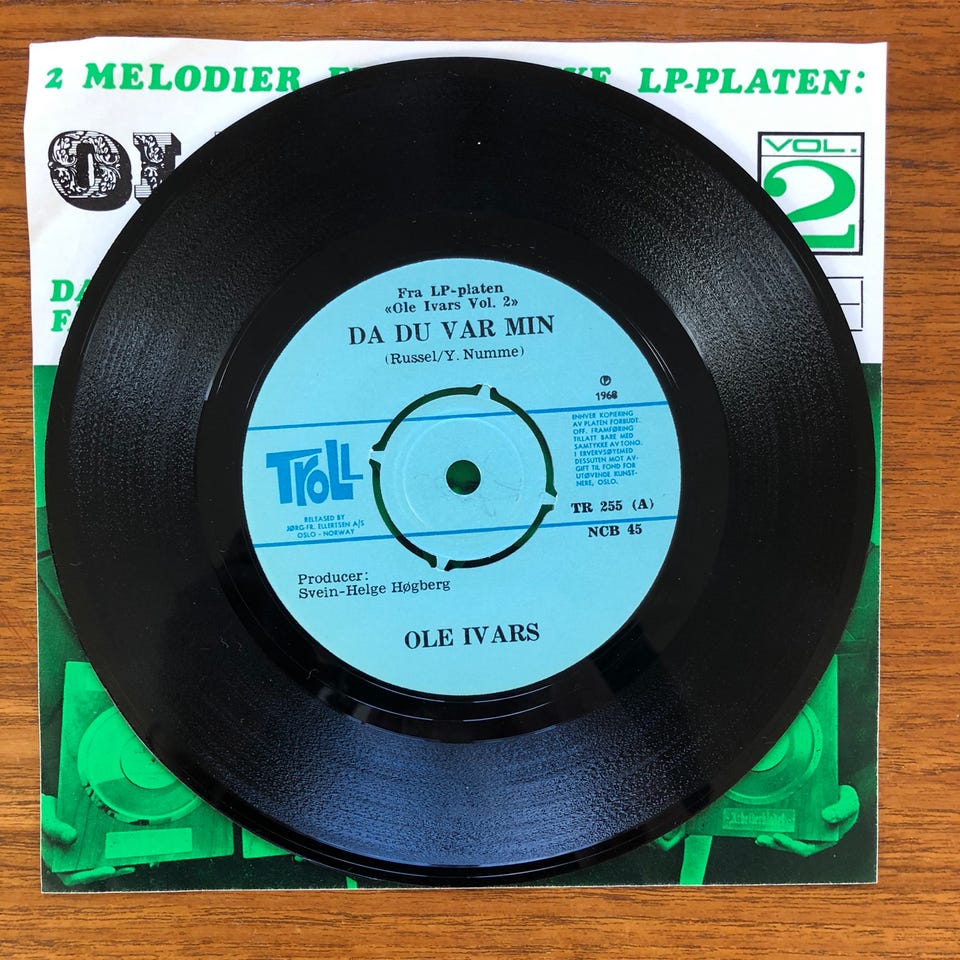 2 MELODIER LP-PLATEN:
VOL.
2
Fra LP-platen
«Ole Ivars Vol. 2»
DA DU VAR MIN
(Russel/Y. Numme)
Ⓟ
1968
ENHVER KOPIERING
AV PLATEN FORBUDT.
OFF. FRAMFØRING
TILLATT BARE MED
SAMTYKKE AV TONO.
I ERVERVSØYEMED
DESSUTEN MOT AV-
GIFT TIL FOND FOR
UTØVENDE KUNST-
NERE, OSLO.
TROLL
RELEASED BY
JØRG-FR. ELLERTSEN A/S
OSLO - NORWAY
TR 255 (A)
NCB 45
Producer:
Svein-Helge Høgberg
OLE IVARS